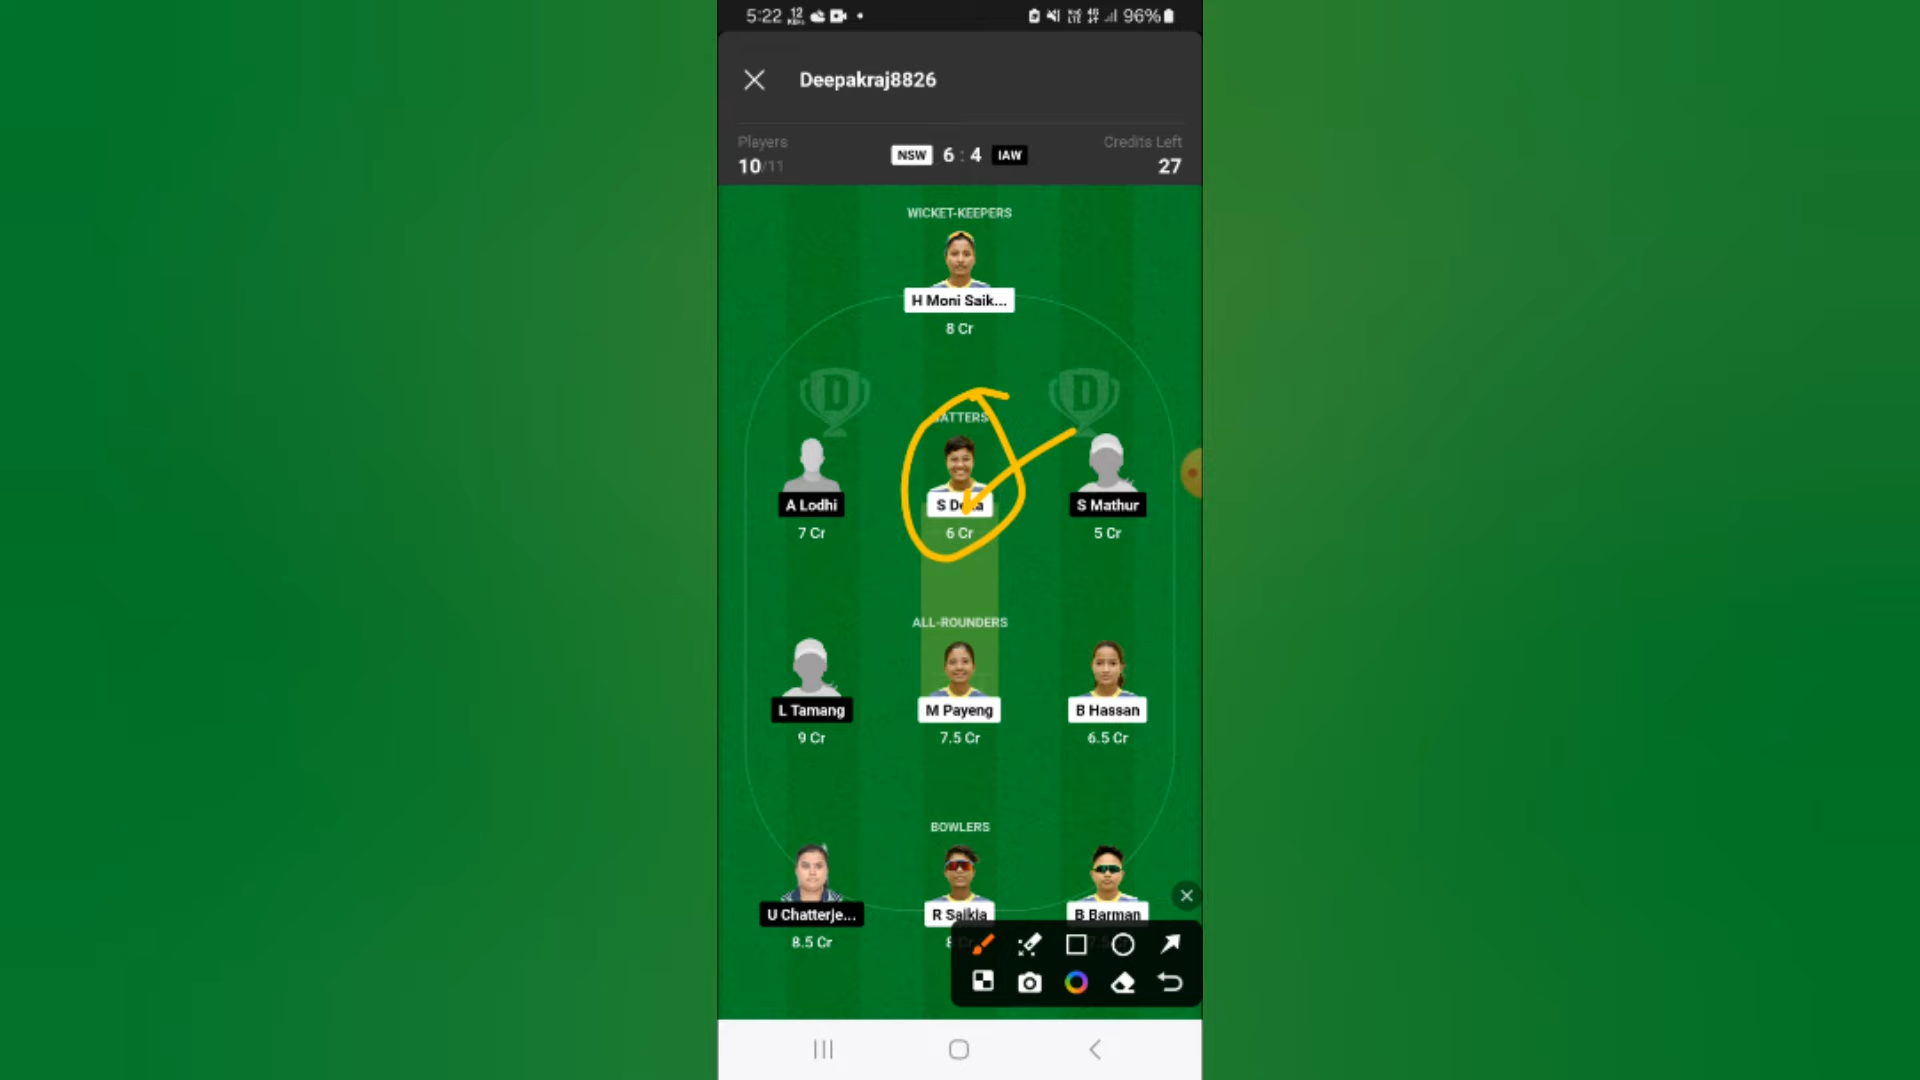 5:22 12 96%
Deepakraj8826
Players Credits Left
10/11 NSW 6 : 4 IAW 27
WICKET-KEEPERS
H Moni Saik...
8 Cr
D D
BATTERS
A Lodhi S Mathur
7 Cr 6 Cr 5 Cr
ALL-ROUNDERS
L Tamang M Payeng B Hassan
9 Cr 7.5 Cr 6.5 Cr
BOWLERS
U Chatterje... R Saikia B Barman
8.5 Cr